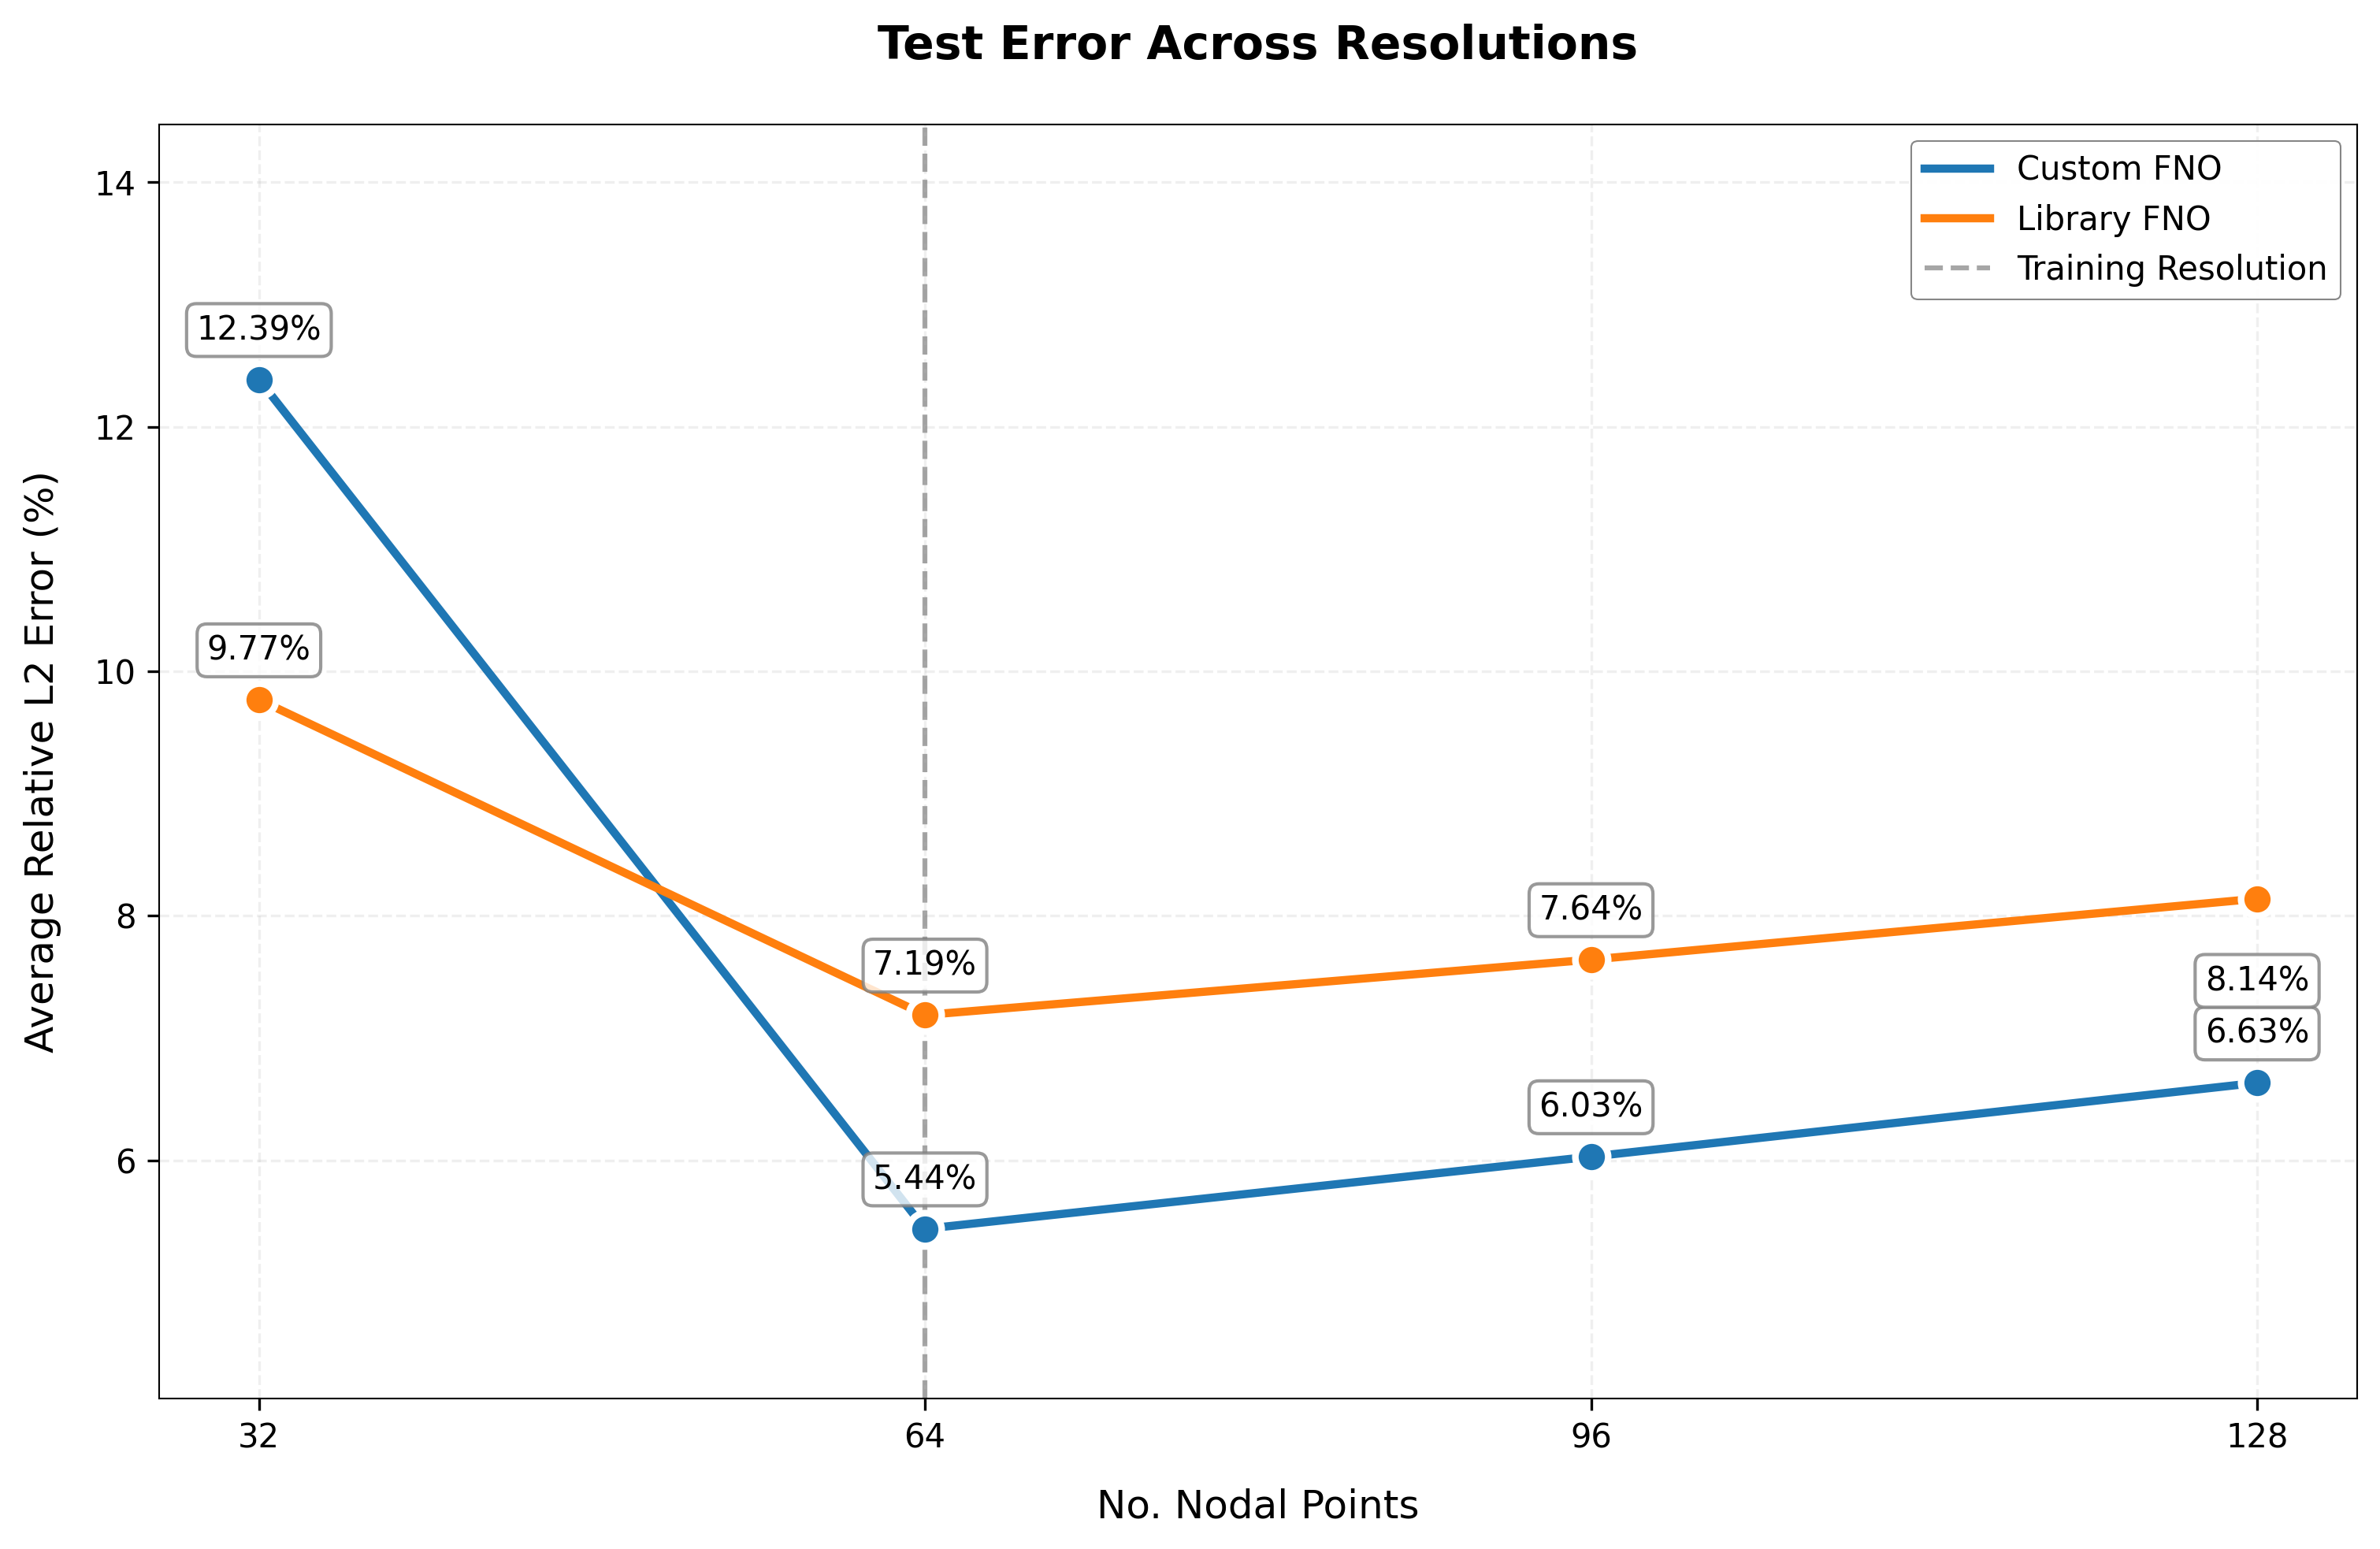 Test Error Across Resolutions
Custom FNO
Library FNO
Training Resolution
Average Relative L2 Error (%)
14
12
10
8
6
12.39%
9.77%
7.19%
5.44%
7.64%
6.03%
8.14%
6.63%
32
64
96
128
No. Nodal Points